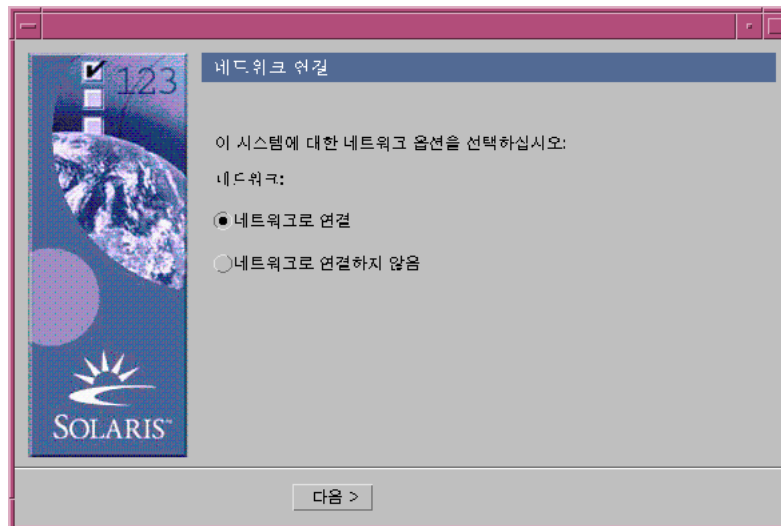 123
네트워크 연결
이 시스템에 대한 네트워크 옵션을 선택하십시오:
네트워크:
네트워크로 연결
네트워크로 연결하지 않음
SOLARIS™
다음 >